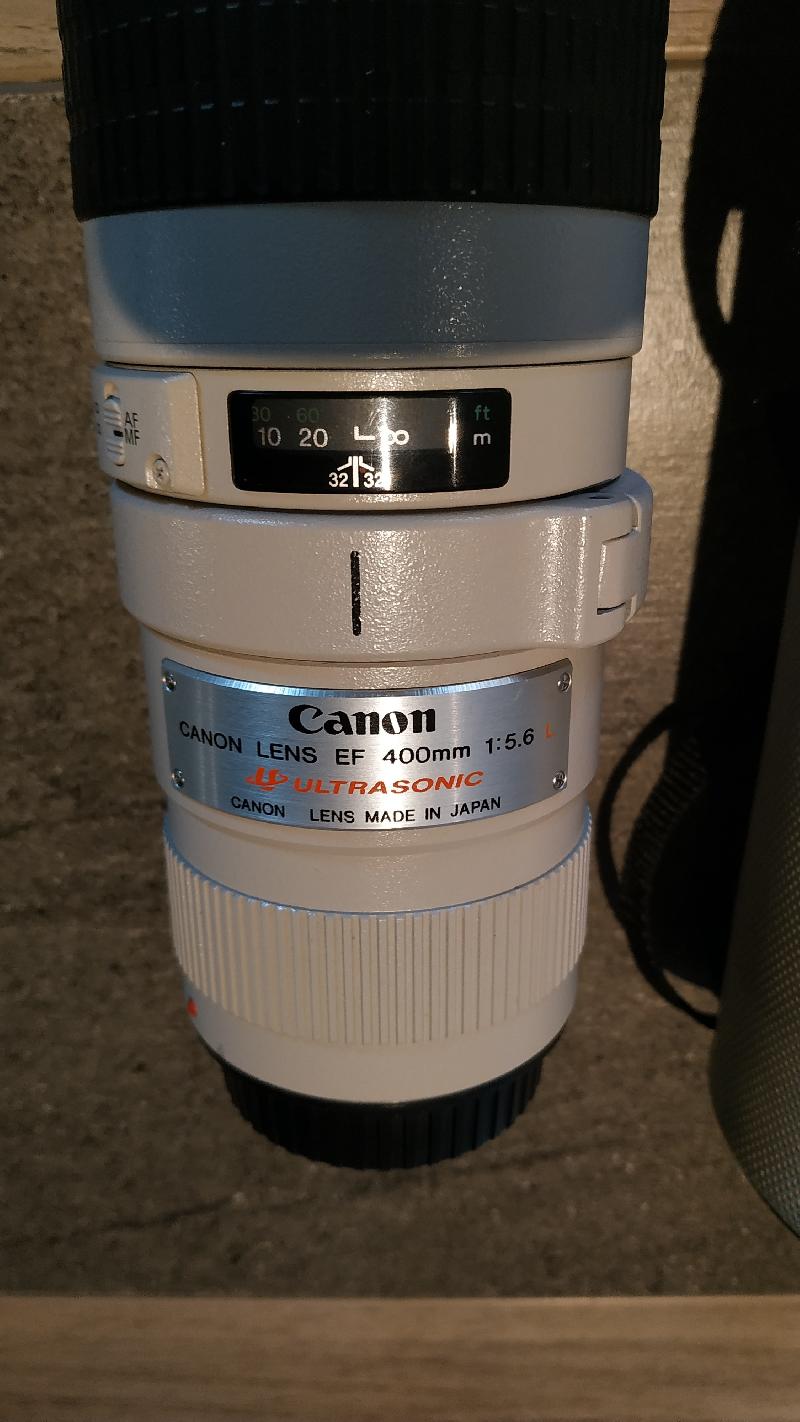 30 60 ft
10 20 ∞ m
AF
MF
32 32
Canon
CANON LENS EF 400mm 1:5.6 L
ULTRASONIC
CANON LENS MADE IN JAPAN